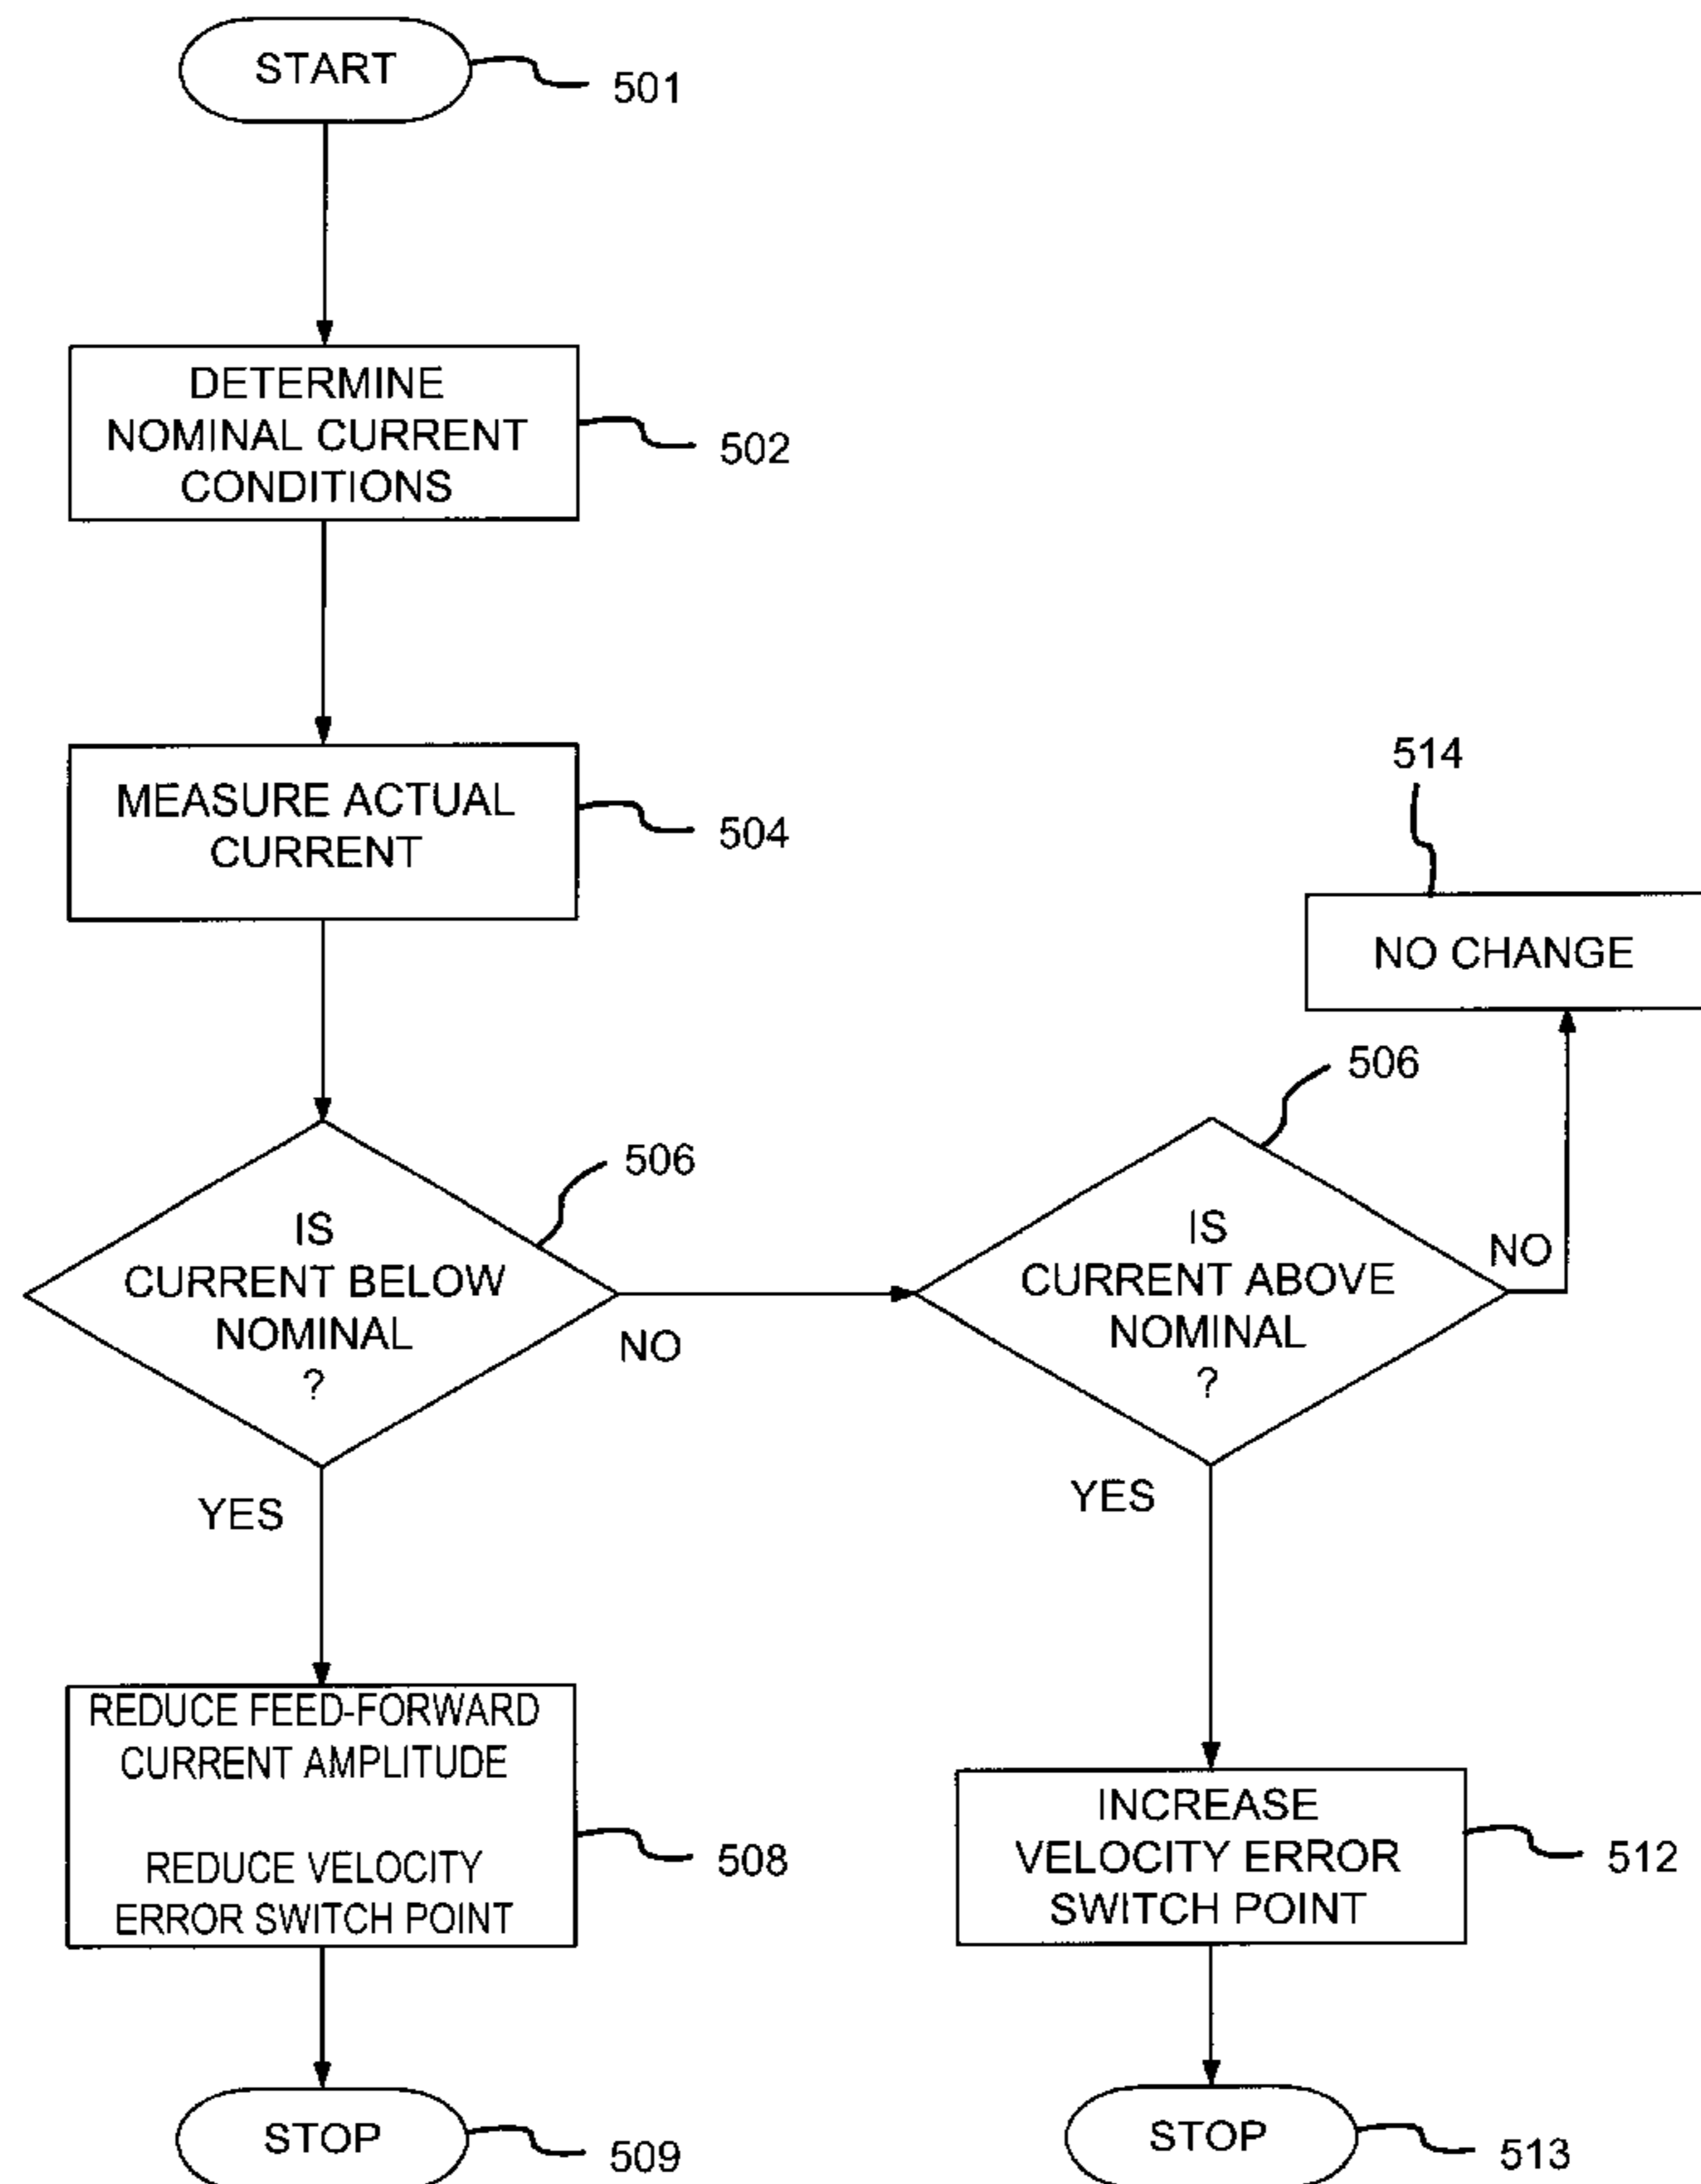 START
501
DETERMINE
NOMINAL CURRENT
CONDITIONS
502
MEASURE ACTUAL
CURRENT
504
514
NO CHANGE
506
IS
CURRENT BELOW
NOMINAL
?
NO
506
IS
CURRENT ABOVE
NOMINAL
?
NO
YES
YES
REDUCE FEED-FORWARD
CURRENT AMPLITUDE
REDUCE VELOCITY
ERROR SWITCH POINT
508
INCREASE
VELOCITY ERROR
SWITCH POINT
512
STOP
509
STOP
513